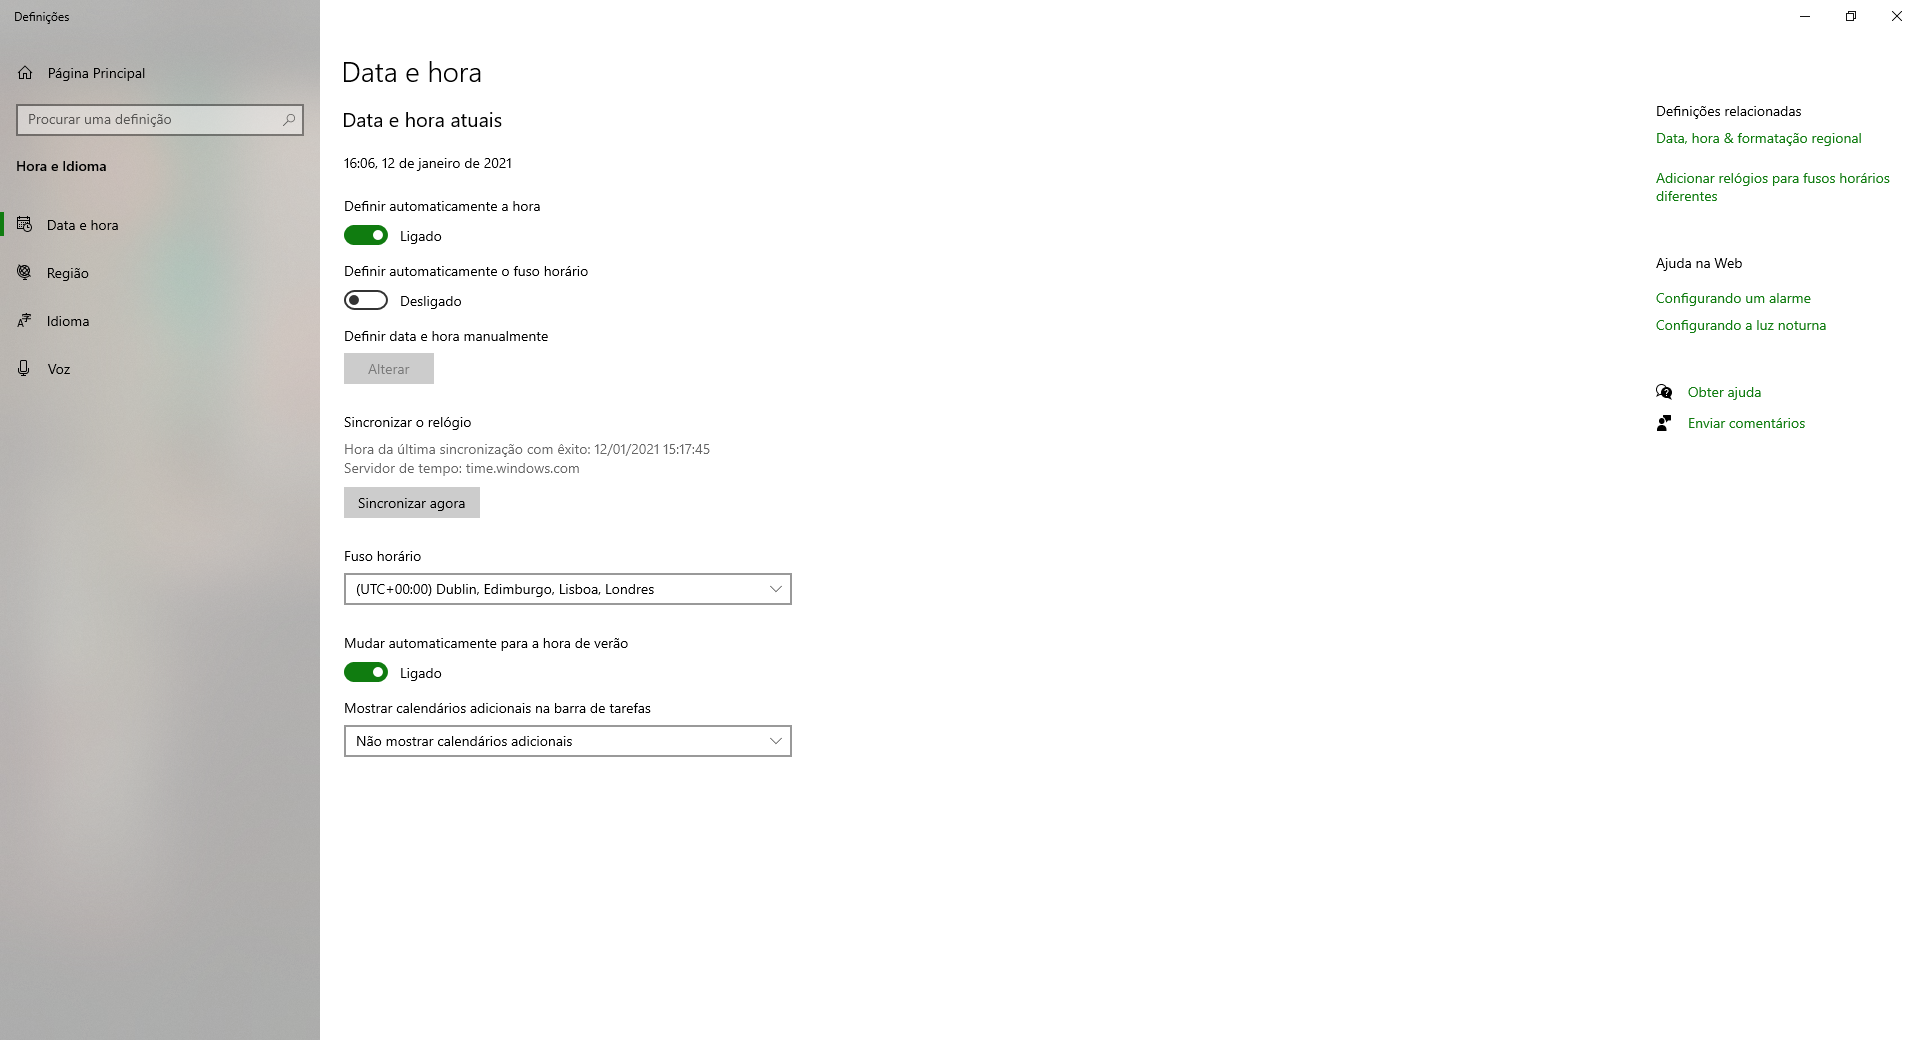 Definições
Página Principal
Procurar uma definição
Hora e Idioma
Data e hora
Região
Idioma
Voz
Data e hora
Data e hora atuais
16:06, 12 de janeiro de 2021
Definir automaticamente a hora
Ligado
Definir automaticamente o fuso horário
Desligado
Definir data e hora manualmente
Alterar
Sincronizar o relógio
Hora da última sincronização com êxito: 12/01/2021 15:17:45
Servidor de tempo: time.windows.com
Sincronizar agora
Fuso horário
(UTC+00:00) Dublin, Edimburgo, Lisboa, Londres
Mudar automaticamente para a hora de verão
Ligado
Mostrar calendários adicionais na barra de tarefas
Não mostrar calendários adicionais
Definições relacionadas
Data, hora & formatação regional
Adicionar relógios para fusos horários
diferentes
Ajuda na Web
Configurando um alarme
Configurando a luz noturna
Obter ajuda
Enviar comentários